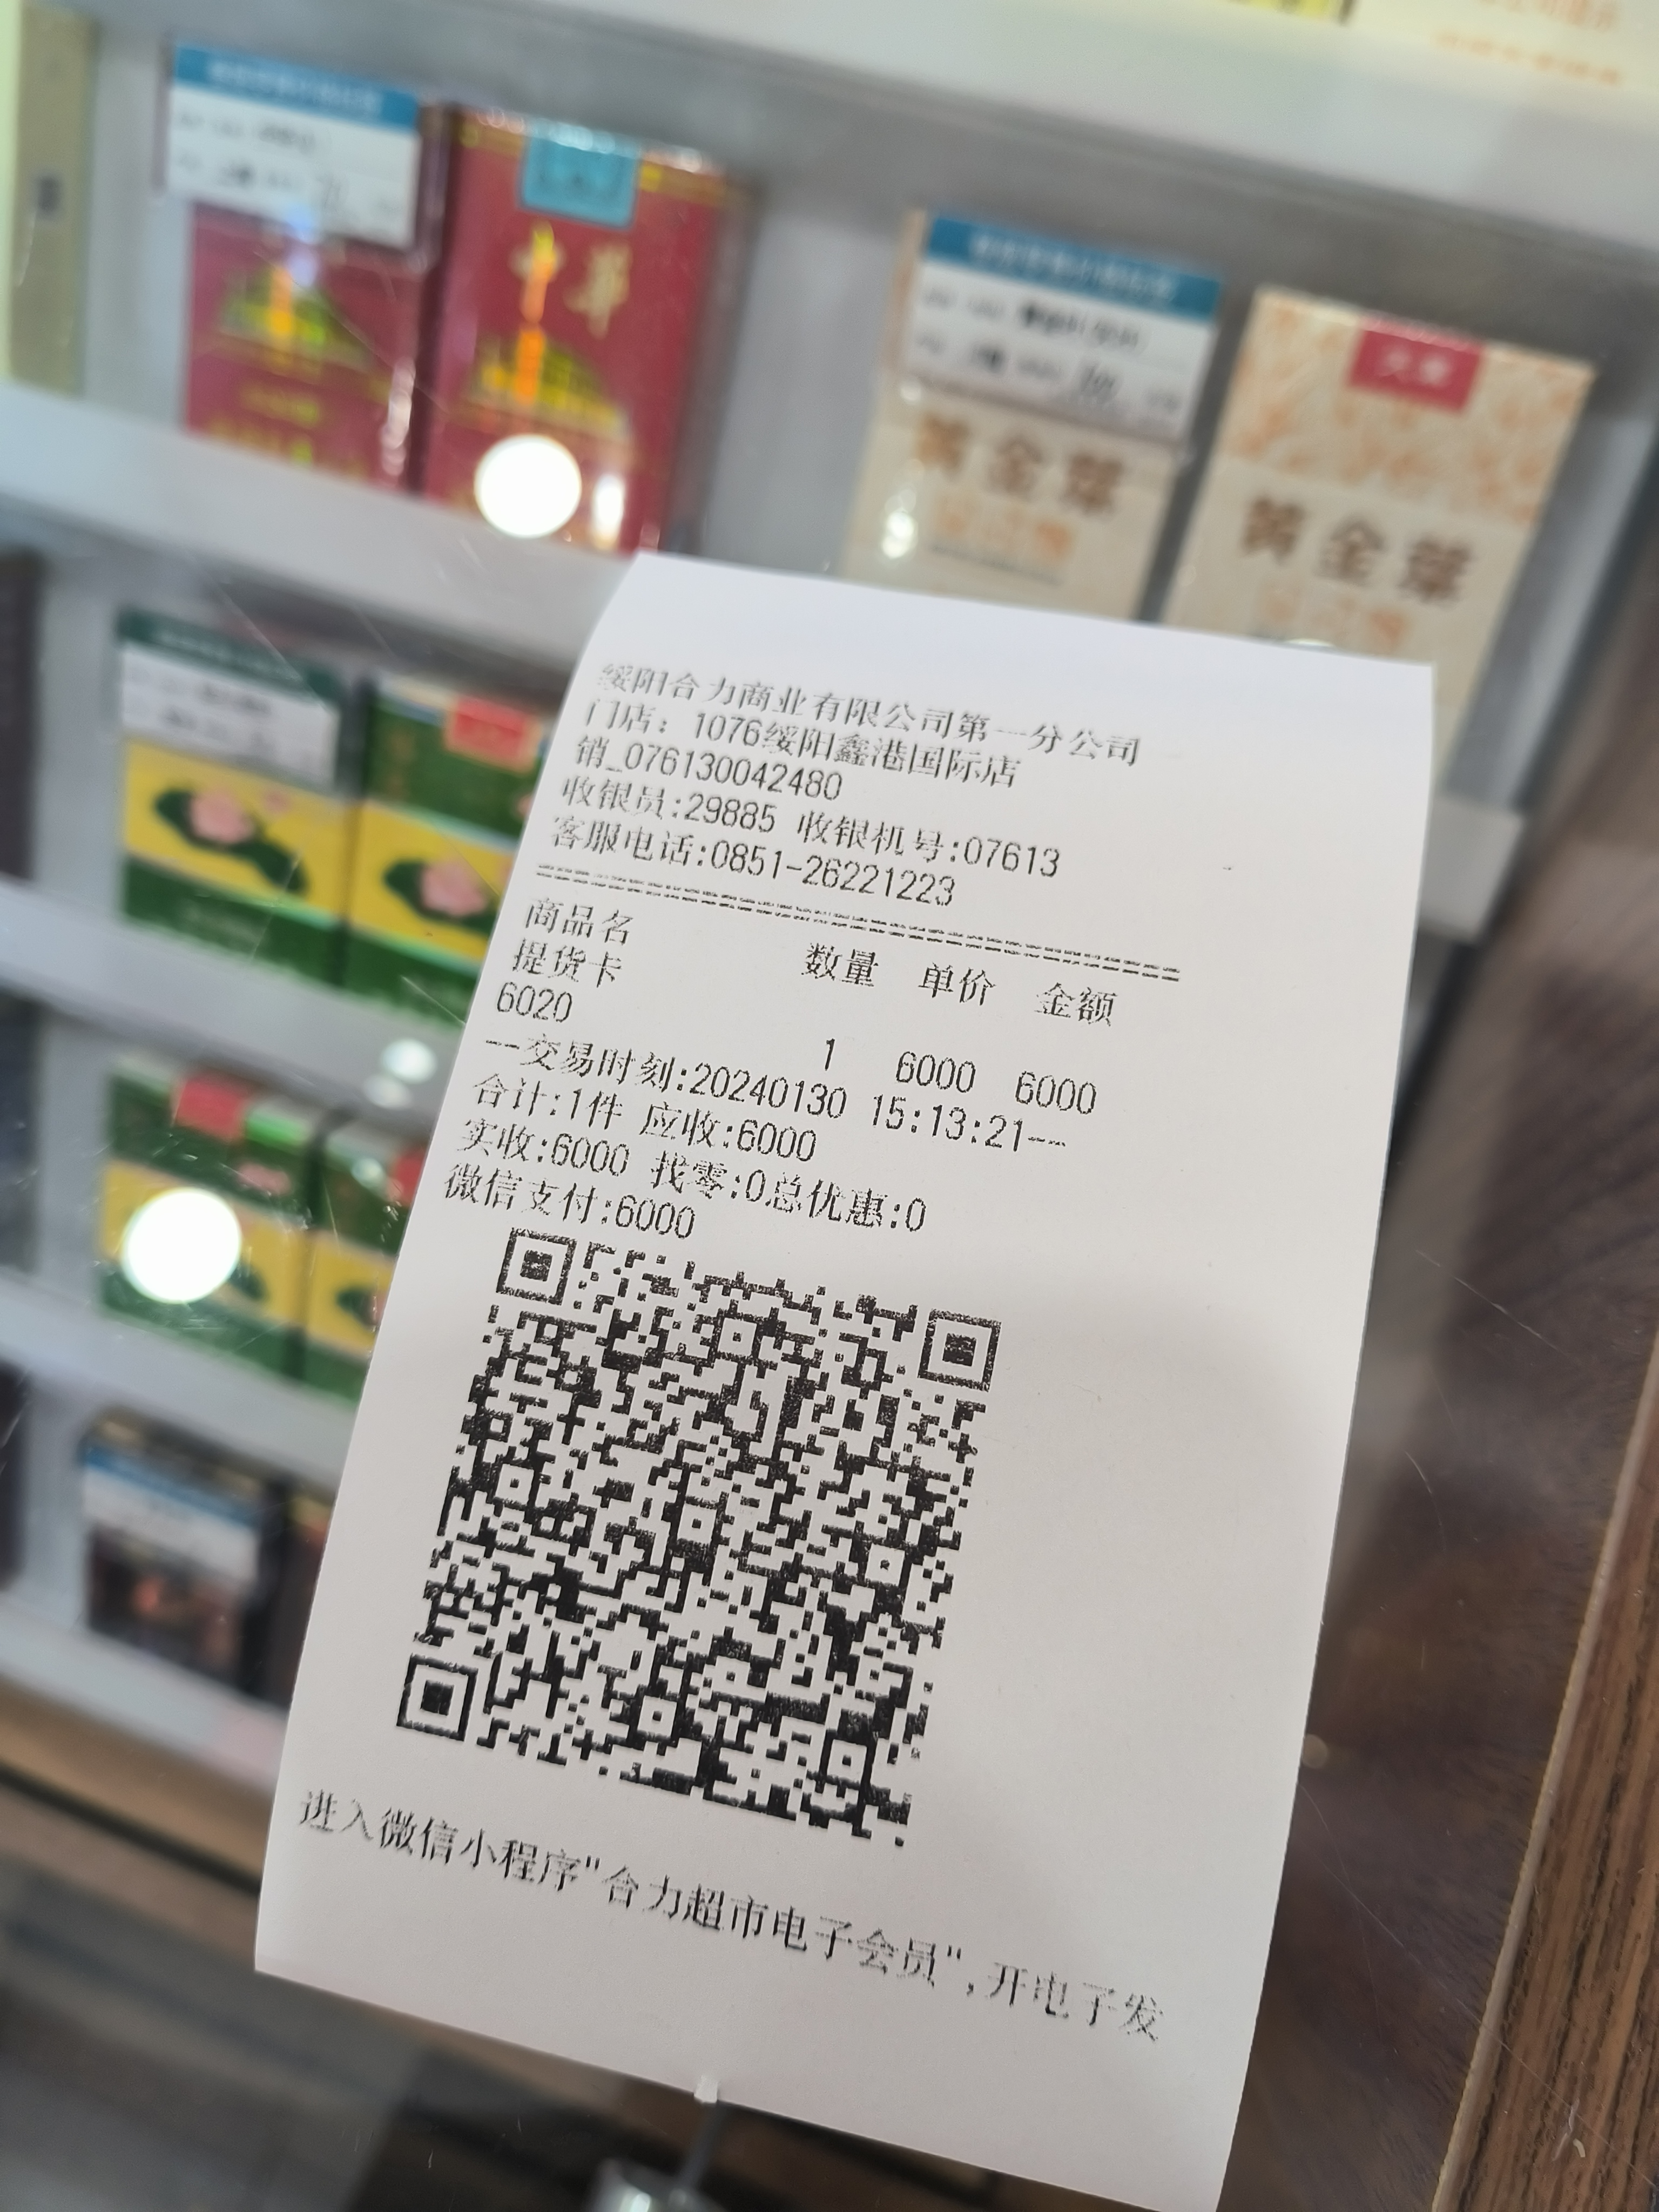 中华
黄金葉
黄金葉
绥阳合力商业有限公司第一分公司
门店: 1076绥阳鑫港国际店
销_076130042480
收银员:29885 收银机号:07613
客服电话:0851-26221223
商品名 数量 单价 金额
提货卡
6020 1 6000 6000
--交易时刻:20240130 15:13:21--
合计:1件 应收:6000
实收:6000 找零:0总优惠:0
微信支付:6000
进入微信小程序"合力超市电子会员",开电子发